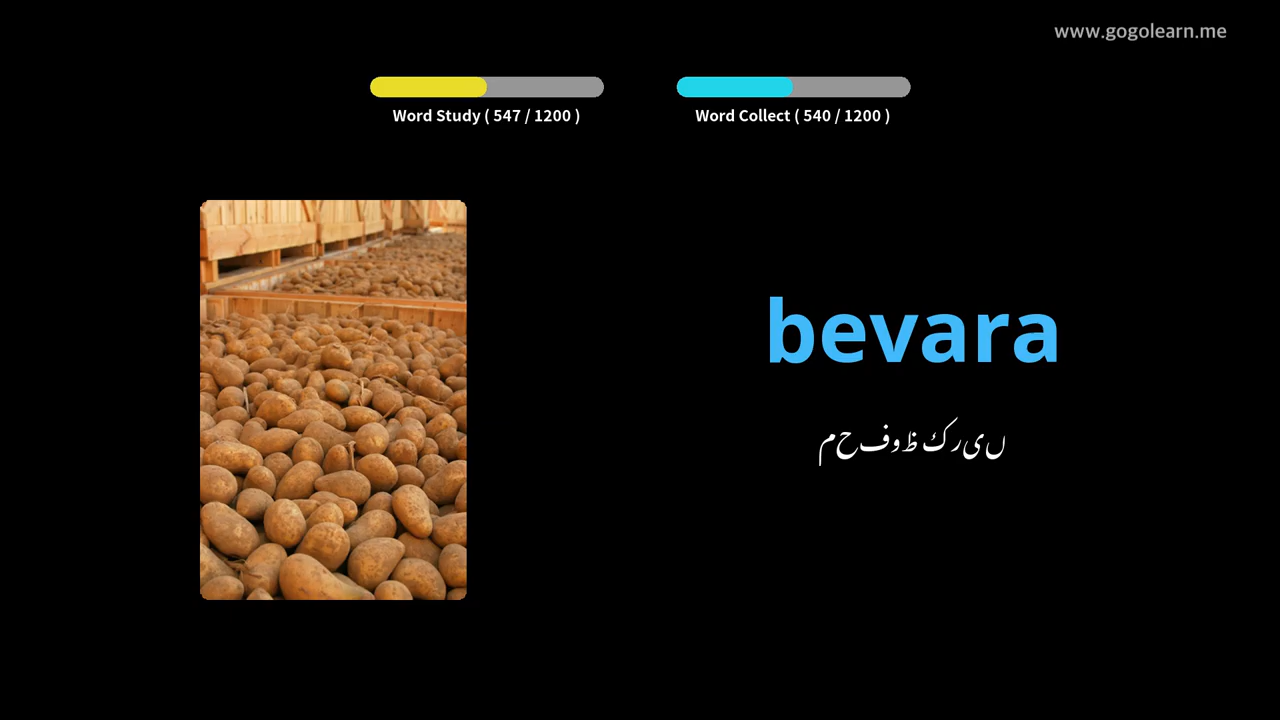 www.gogolearn.me
Word Study ( 547 / 1200 )
Word Collect ( 540 / 1200 )
bevara
محفوظ کریں